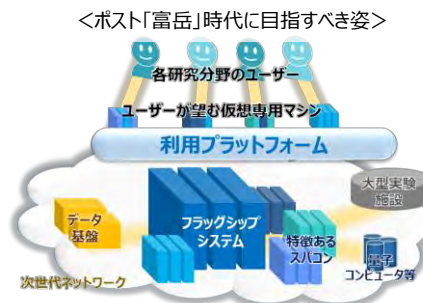 ＜ポスト「富岳」時代に目指すべき姿＞
各研究分野のユーザー
ユーザーが望む仮想専用マシン
利用プラットフォーム
大型実験
施設
データ
基盤
フラッグシップ
システム
特徴ある
スパコン
量子
コンピュータ等
次世代ネットワーク